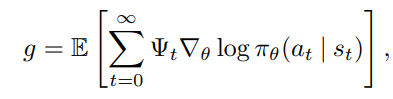 g = 𝔼 [ ∑_{t=0}^{∞} Ψ_t ∇_θ log π_θ(a_t | s_t) ] ,